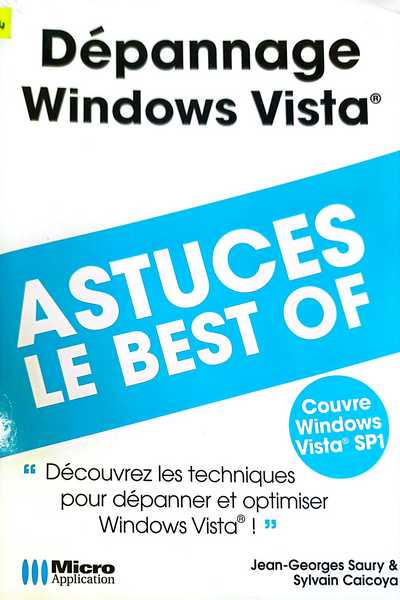 Dépannage
Windows Vista®
ASTUCES
LE BEST OF
Couvre
Windows
Vista® SP1
“ Découvrez les techniques
pour dépanner et optimiser
Windows Vista® ! ”
Micro
Application
Jean-Georges Saury &
Sylvain Caicoya